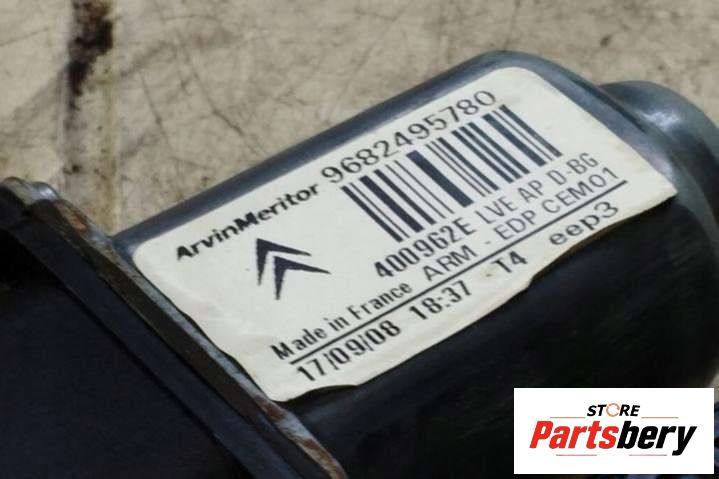 ArvinMeritor 9682495780
400962E LVE AP D-BG
Made in France ARM - EDP CEM01
17/09/08 18:37 T4 eep3
STORE
Partsbery